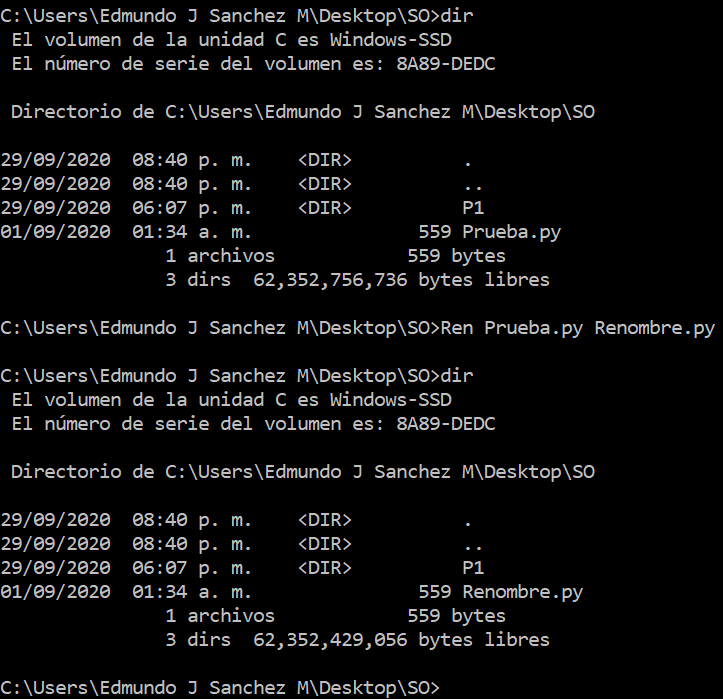 C:\Users\Edmundo J Sanchez M\Desktop\SO>dir
 El volumen de la unidad C es Windows-SSD
 El número de serie del volumen es: 8A89-DEDC

 Directorio de C:\Users\Edmundo J Sanchez M\Desktop\SO

29/09/2020  08:40 p. m.    <DIR>          .
29/09/2020  08:40 p. m.    <DIR>          ..
29/09/2020  06:07 p. m.    <DIR>          P1
01/09/2020  01:34 a. m.               559 Prueba.py
               1 archivos            559 bytes
               3 dirs  62,352,756,736 bytes libres

C:\Users\Edmundo J Sanchez M\Desktop\SO>Ren Prueba.py Renombre.py

C:\Users\Edmundo J Sanchez M\Desktop\SO>dir
 El volumen de la unidad C es Windows-SSD
 El número de serie del volumen es: 8A89-DEDC

 Directorio de C:\Users\Edmundo J Sanchez M\Desktop\SO

29/09/2020  08:40 p. m.    <DIR>          .
29/09/2020  08:40 p. m.    <DIR>          ..
29/09/2020  06:07 p. m.    <DIR>          P1
01/09/2020  01:34 a. m.               559 Renombre.py
               1 archivos            559 bytes
               3 dirs  62,352,429,056 bytes libres

C:\Users\Edmundo J Sanchez M\Desktop\SO>